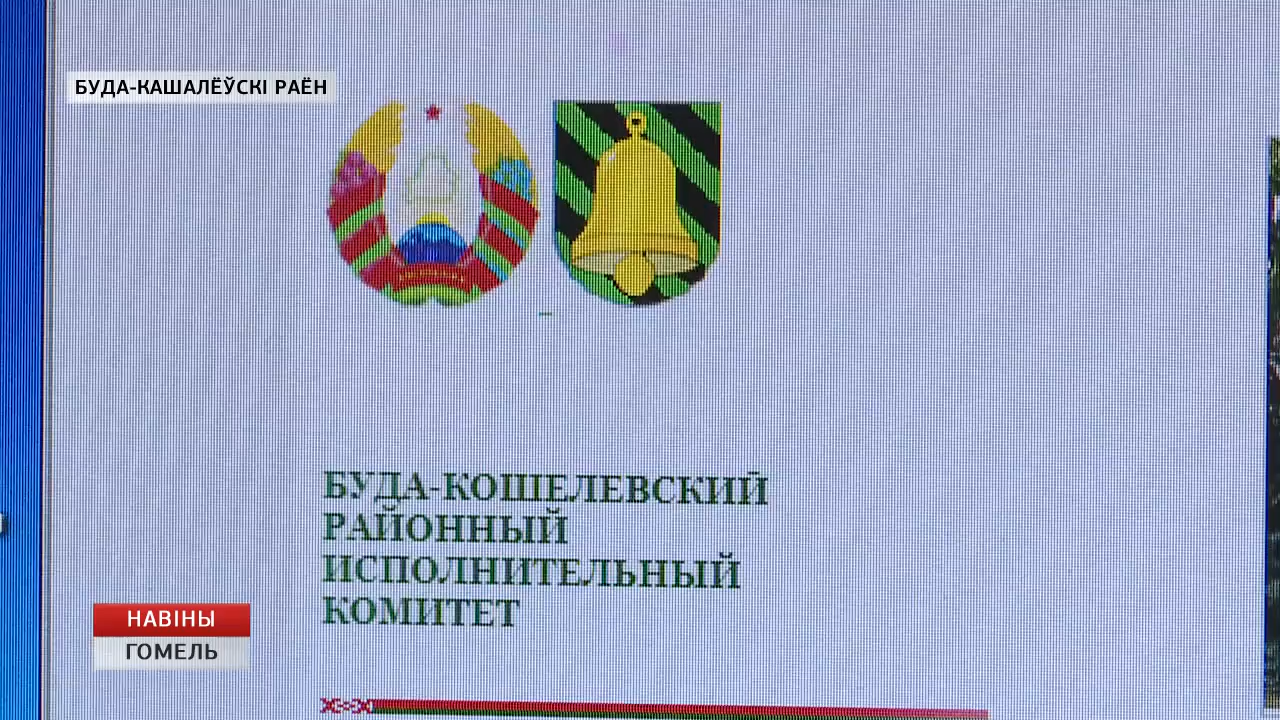 БУДА-КАШАЛЁЎСКІ РАЁН
БУДА-КОШЕЛЕВСКИЙ
РАЙОННЫЙ
ИСПОЛНИТЕЛЬНЫЙ
КОМИТЕТ
НАВІНЫ
ГОМЕЛЬ